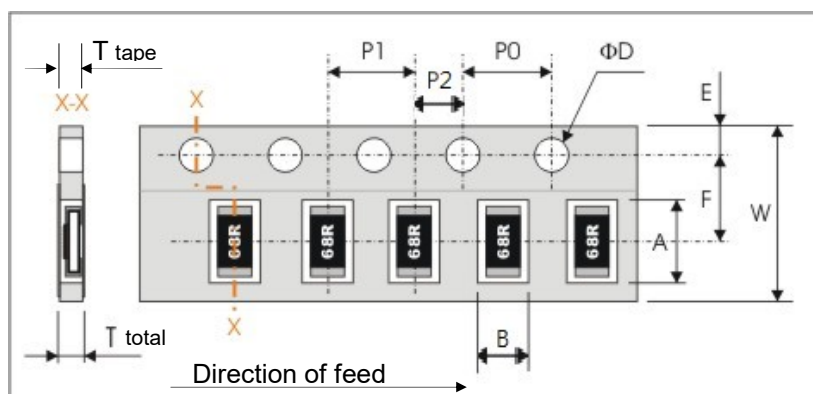 T tape
P1
P0
P2
ΦD
E
X-X
X
F
W
A
68R
68R
68R
68R
68R
X
B
T total
Direction of feed